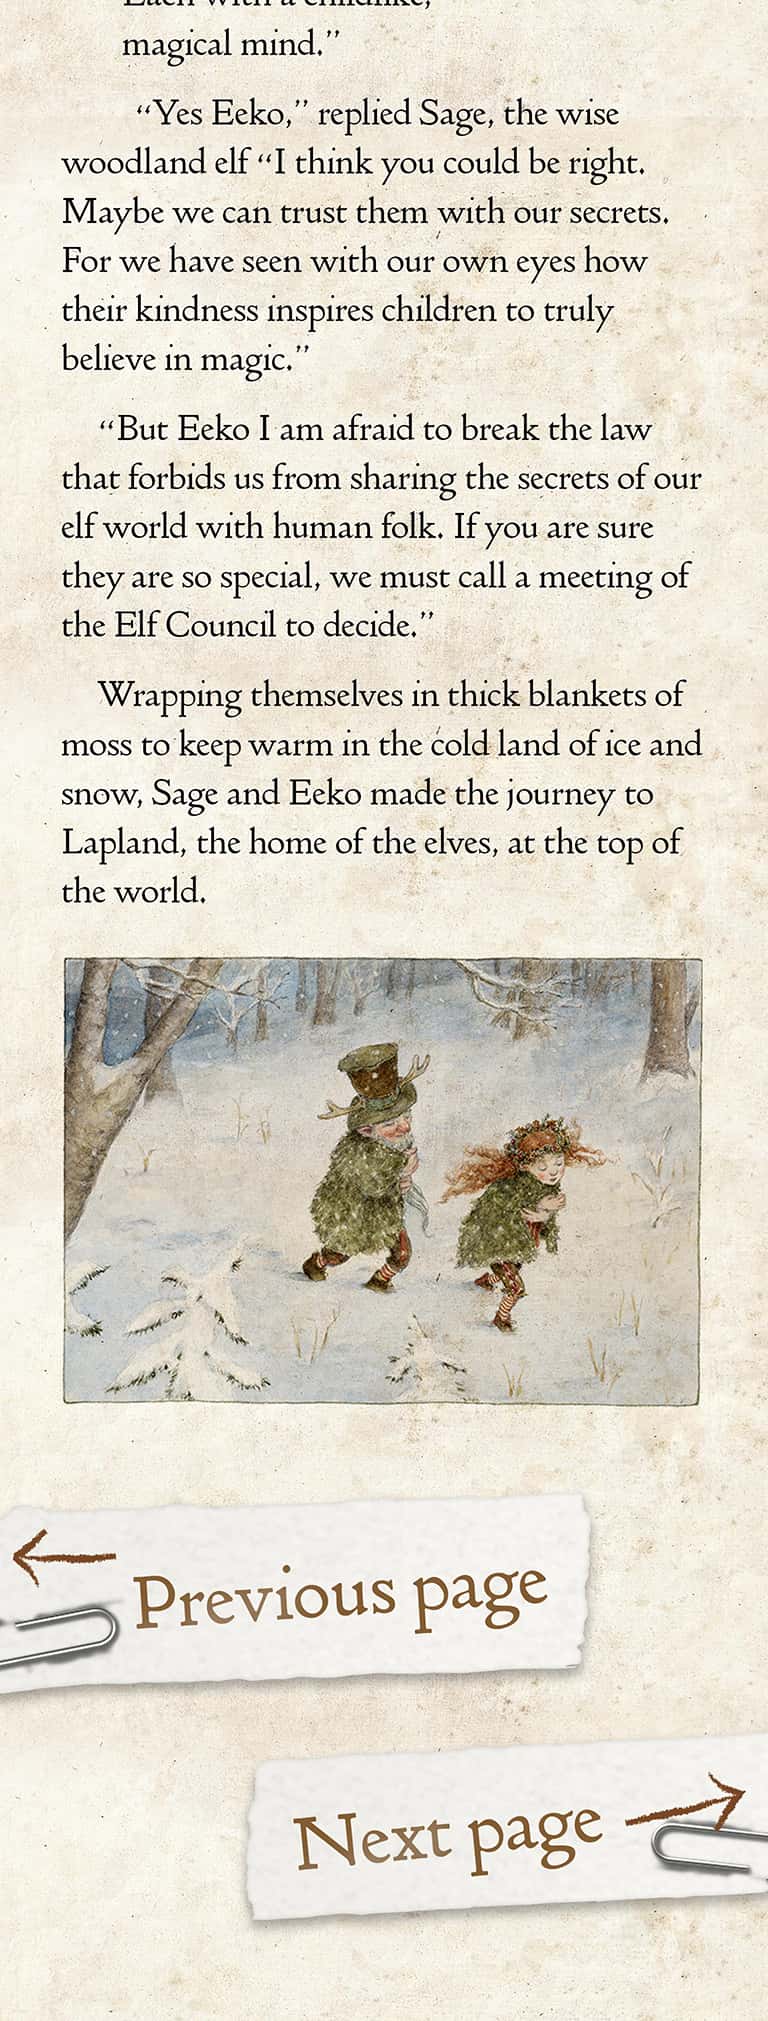 Each with a childlike,
magical mind.”
“Yes Eeko,” replied Sage, the wise
woodland elf “I think you could be right.
Maybe we can trust them with our secrets.
For we have seen with our own eyes how
their kindness inspires children to truly
believe in magic.”
“But Eeko I am afraid to break the law
that forbids us from sharing the secrets of our
elf world with human folk. If you are sure
they are so special, we must call a meeting of
the Elf Council to decide.”
Wrapping themselves in thick blankets of
moss to keep warm in the cold land of ice and
snow, Sage and Eeko made the journey to
Lapland, the home of the elves, at the top of
the world.
Previous page
Next page